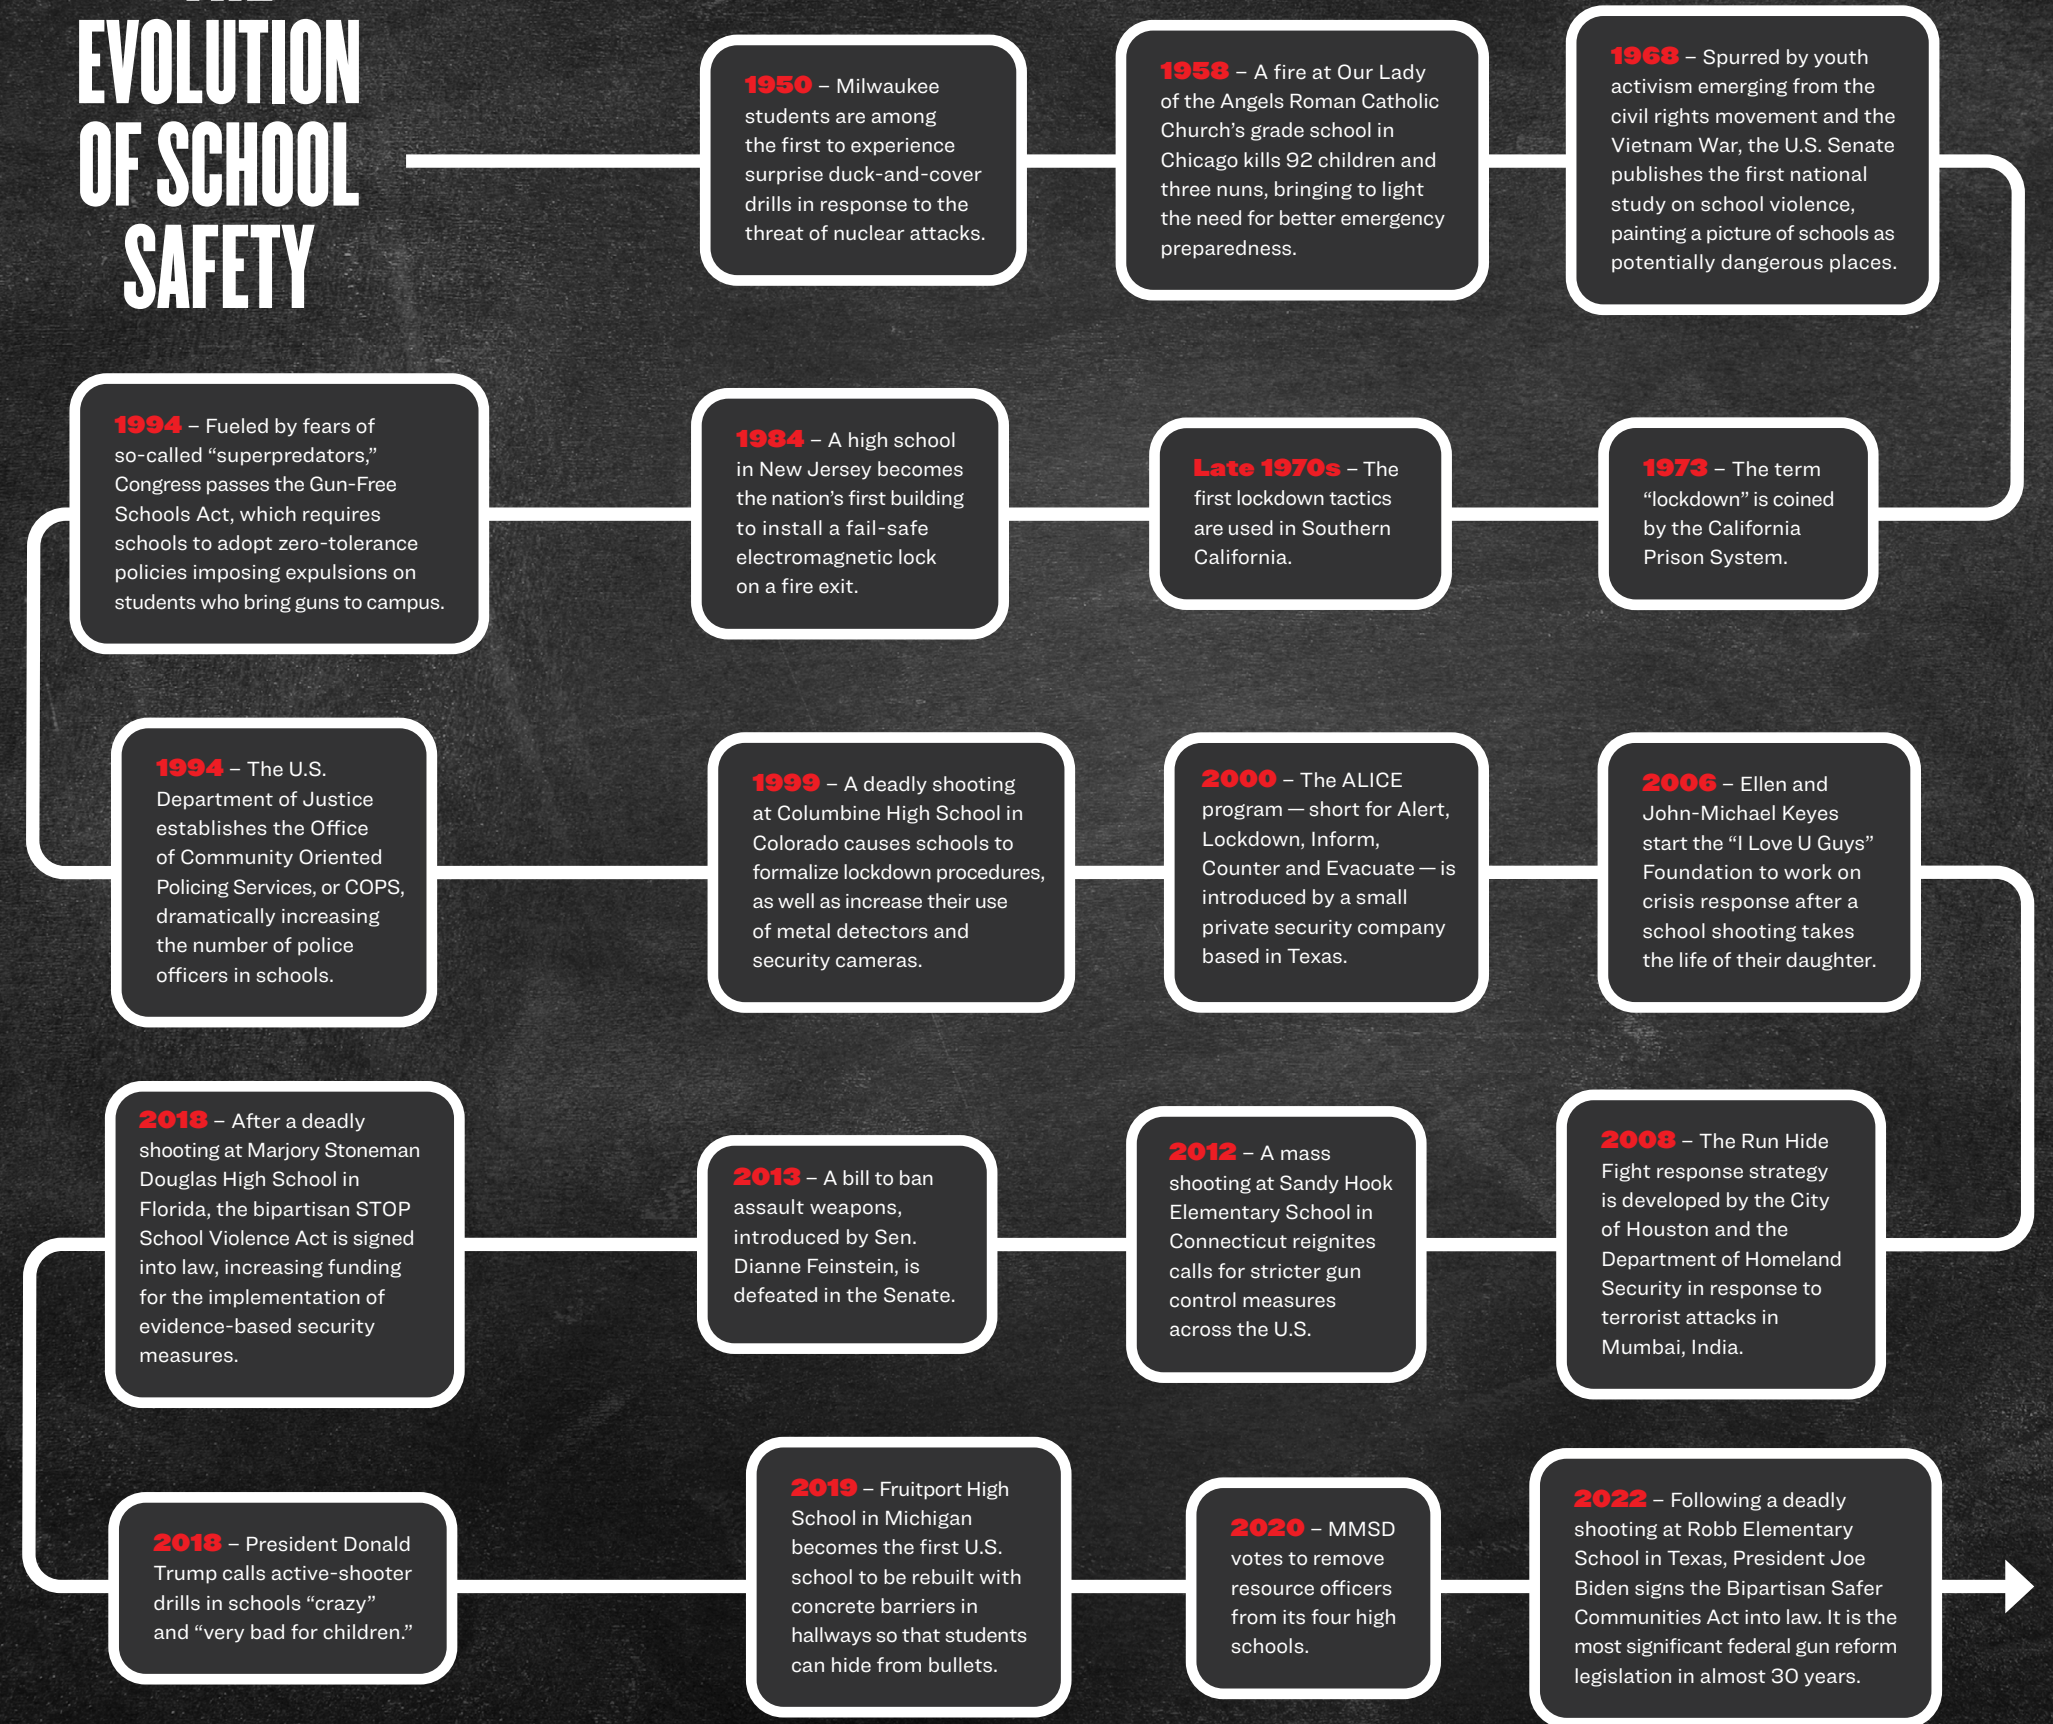 EVOLUTION
OF SCHOOL
SAFETY
1950 – Milwaukee
students are among
the first to experience
surprise duck-and-cover
drills in response to the
threat of nuclear attacks.
1958 – A fire at Our Lady
of the Angels Roman Catholic
Church’s grade school in
Chicago kills 92 children and
three nuns, bringing to light
the need for better emergency
preparedness.
1968 – Spurred by youth
activism emerging from the
civil rights movement and the
Vietnam War, the U.S. Senate
publishes the first national
study on school violence,
painting a picture of schools as
potentially dangerous places.
1973 – The term
“lockdown” is coined
by the California
Prison System.
Late 1970s – The
first lockdown tactics
are used in Southern
California.
1984 – A high school
in New Jersey becomes
the nation’s first building
to install a fail-safe
electromagnetic lock
on a fire exit.
1994 – Fueled by fears of
so-called “superpredators,”
Congress passes the Gun-Free
Schools Act, which requires
schools to adopt zero-tolerance
policies imposing expulsions on
students who bring guns to campus.
1994 – The U.S.
Department of Justice
establishes the Office
of Community Oriented
Policing Services, or COPS,
dramatically increasing
the number of police
officers in schools.
1999 – A deadly shooting
at Columbine High School in
Colorado causes schools to
formalize lockdown procedures,
as well as increase their use
of metal detectors and
security cameras.
2000 – The ALICE
program — short for Alert,
Lockdown, Inform,
Counter and Evacuate — is
introduced by a small
private security company
based in Texas.
2006 – Ellen and
John-Michael Keyes
start the “I Love U Guys”
Foundation to work on
crisis response after a
school shooting takes
the life of their daughter.
2008 – The Run Hide
Fight response strategy
is developed by the City
of Houston and the
Department of Homeland
Security in response to
terrorist attacks in
Mumbai, India.
2012 – A mass
shooting at Sandy Hook
Elementary School in
Connecticut reignites
calls for stricter gun
control measures
across the U.S.
2013 – A bill to ban
assault weapons,
introduced by Sen.
Dianne Feinstein, is
defeated in the Senate.
2018 – After a deadly
shooting at Marjory Stoneman
Douglas High School in
Florida, the bipartisan STOP
School Violence Act is signed
into law, increasing funding
for the implementation of
evidence-based security
measures.
2018 – President Donald
Trump calls active-shooter
drills in schools “crazy”
and “very bad for children.”
2019 – Fruitport High
School in Michigan
becomes the first U.S.
school to be rebuilt with
concrete barriers in
hallways so that students
can hide from bullets.
2020 – MMSD
votes to remove
resource officers
from its four high
schools.
2022 – Following a deadly
shooting at Robb Elementary
School in Texas, President Joe
Biden signs the Bipartisan Safer
Communities Act into law. It is the
most significant federal gun reform
legislation in almost 30 years.